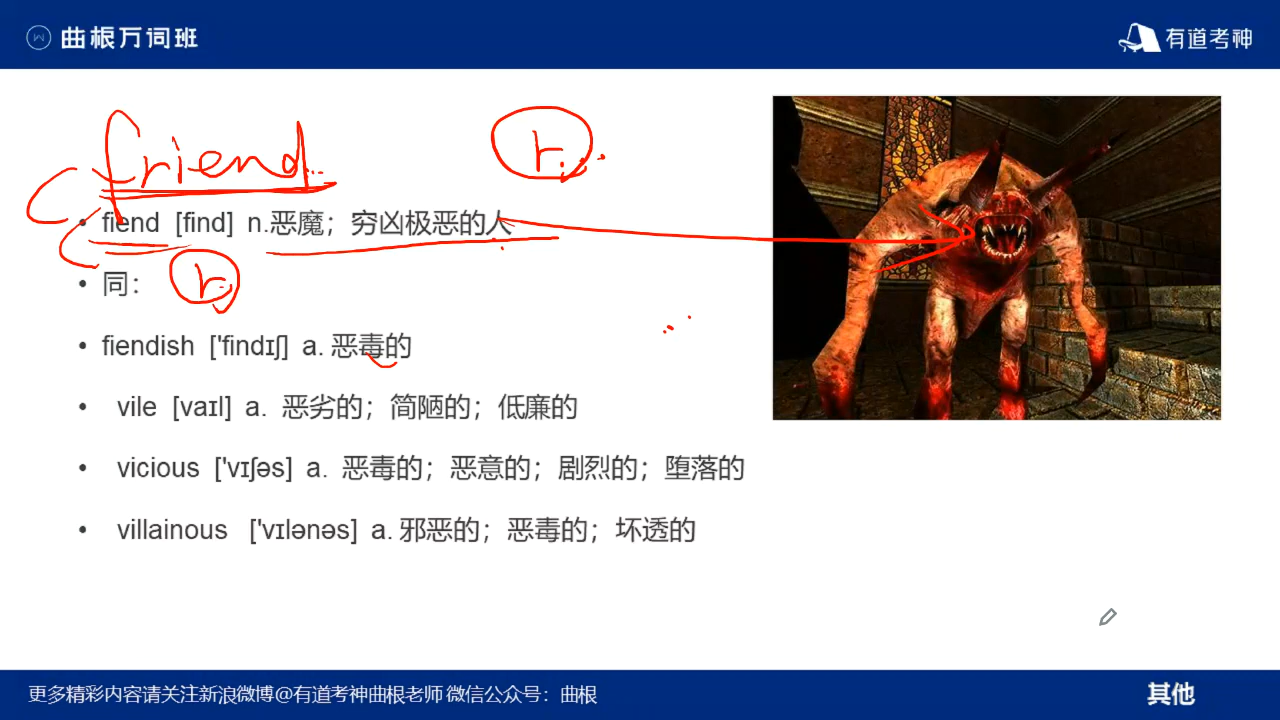 曲根万词班
有道考神
friend
r
• fiend [find] n.恶魔；穷凶极恶的人
• 同：
r
• fiendish ['findɪʃ] a. 恶毒的
• vile [vaɪl] a. 恶劣的；简陋的；低廉的
• vicious ['vɪʃəs] a. 恶毒的；恶意的；剧烈的；堕落的
• villainous ['vɪlənəs] a. 邪恶的；恶毒的；坏透的
更多精彩内容请关注新浪微博@有道考神曲根老师 微信公众号：曲根
其他